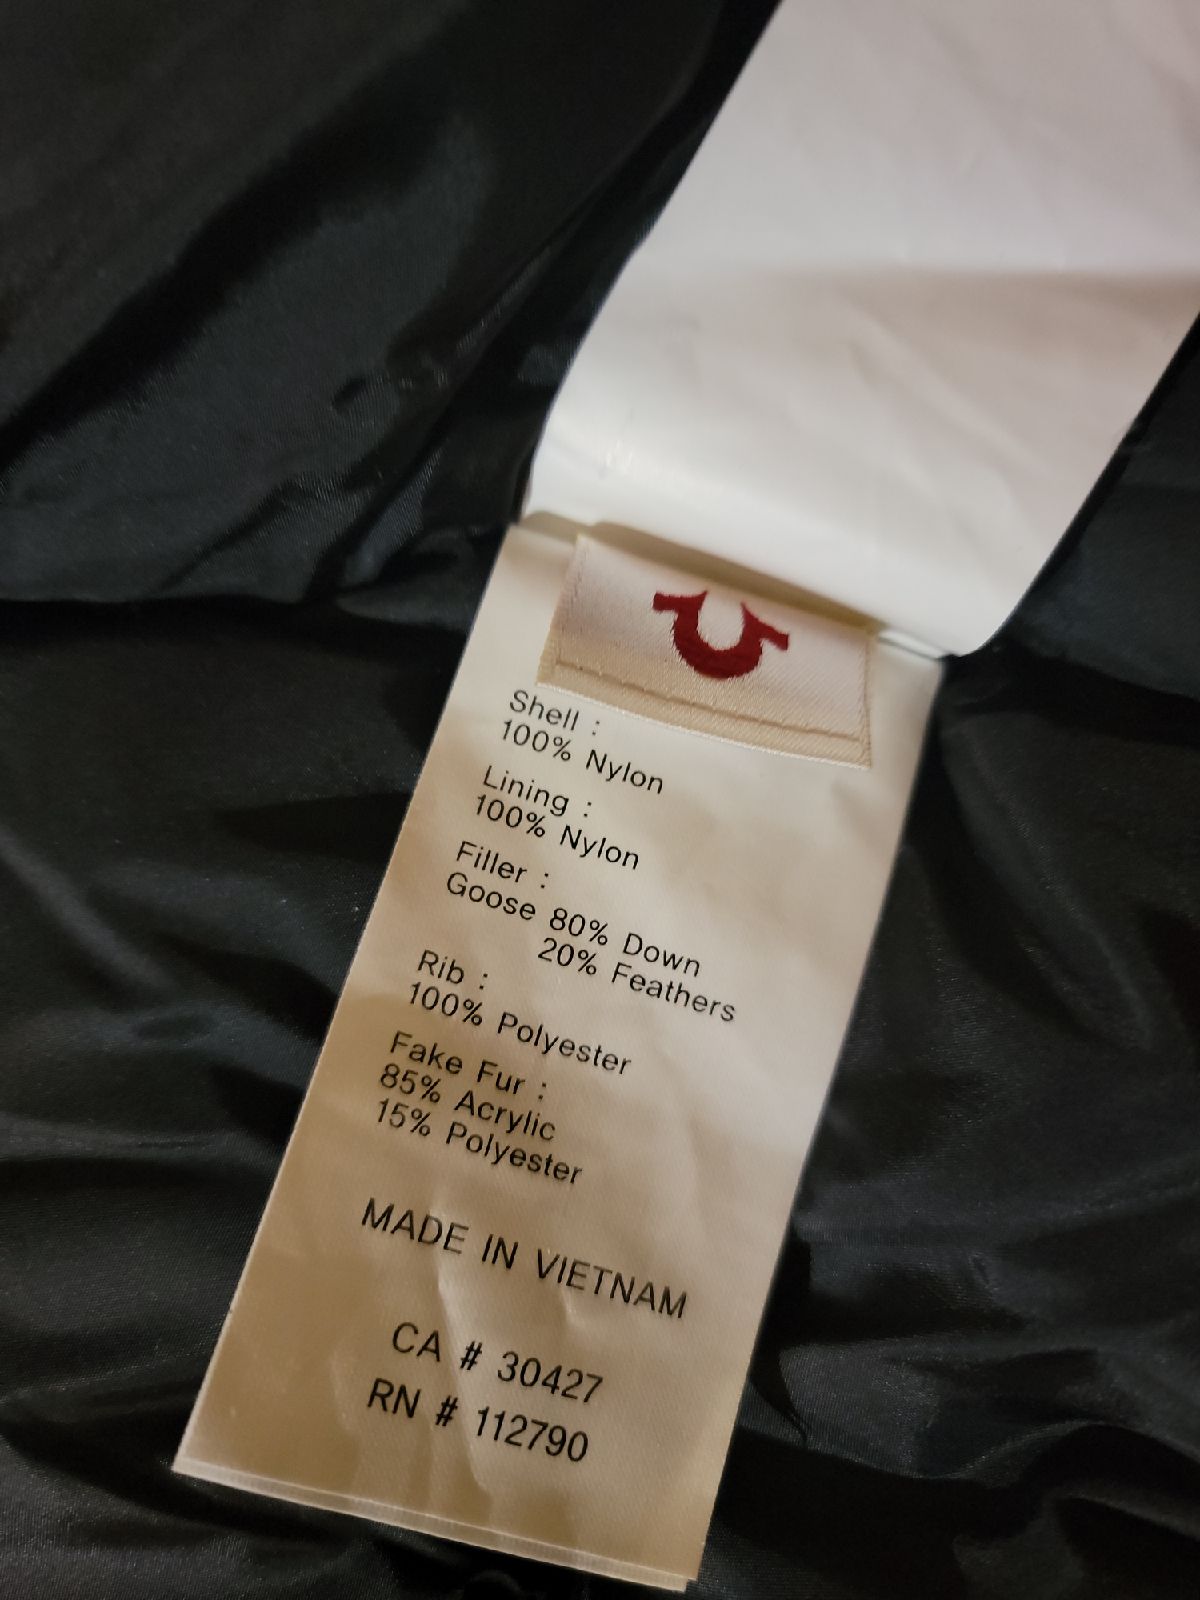 Shell :
100% Nylon
Lining :
100% Nylon
Filler :
Goose 80% Down
20% Feathers
Rib :
100% Polyester
Fake Fur :
85% Acrylic
15% Polyester
MADE IN VIETNAM
CA # 30427
RN # 112790